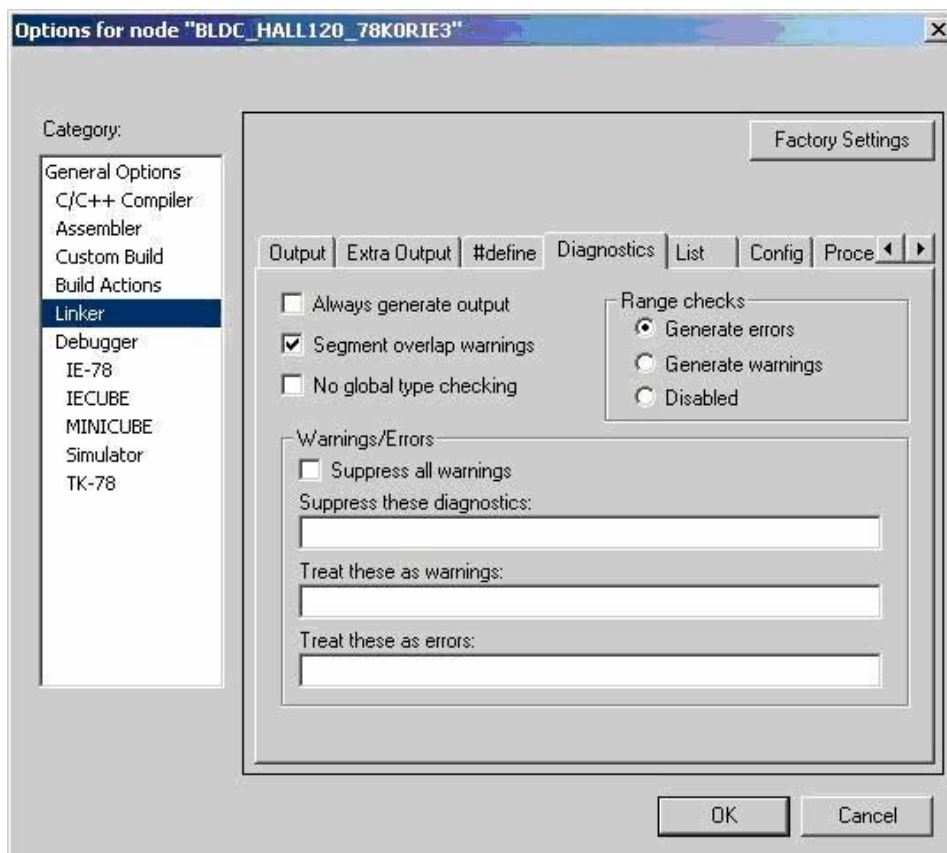 Options for node "BLDC_HALL120_78K0RIE3"
Category:
Factory Settings
General Options
C/C++ Compiler
Assembler
Custom Build
Build Actions
Linker
Debugger
IE-78
IECUBE
MINICUBE
Simulator
TK-78
Output Extra Output #define Diagnostics List Config Proce
Always generate output
Segment overlap warnings
No global type checking
Range checks
Generate errors
Generate warnings
Disabled
Warnings/Errors
Suppress all warnings
Suppress these diagnostics:
Treat these as warnings:
Treat these as errors:
OK Cancel